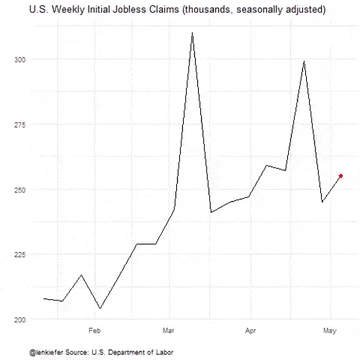 U.S. Weekly Initial Jobless Claims (thousands, seasonally adjusted)
300
275
250
225
200
Feb Mar Apr May
@lenkiefer Source: U.S. Department of Labor